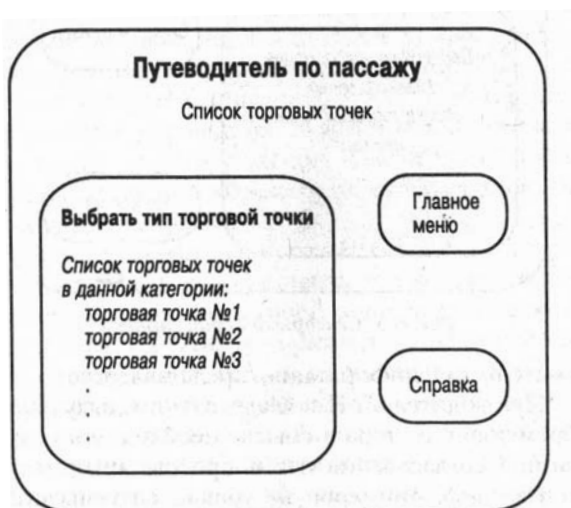 Путеводитель по пассажу
Список торговых точек
Выбрать тип торговой точки
Список торговых точек
в данной категории:
торговая точка №1
торговая точка №2
торговая точка №3
Главное
меню
Справка